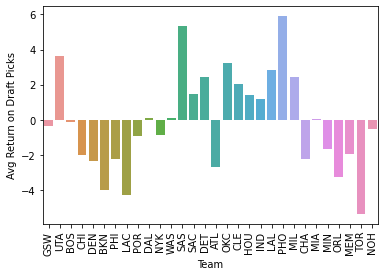 Avg Return on Draft Picks
6
4
2
0
−2
−4
GSW UTA BOS CHI DEN BKN PHI LAC POR DAL NYK WAS SAS SAC DET ATL OKC CLE HOU IND LAL PHO MIL CHA MIA MIN ORL MEM TOR NOH
Team